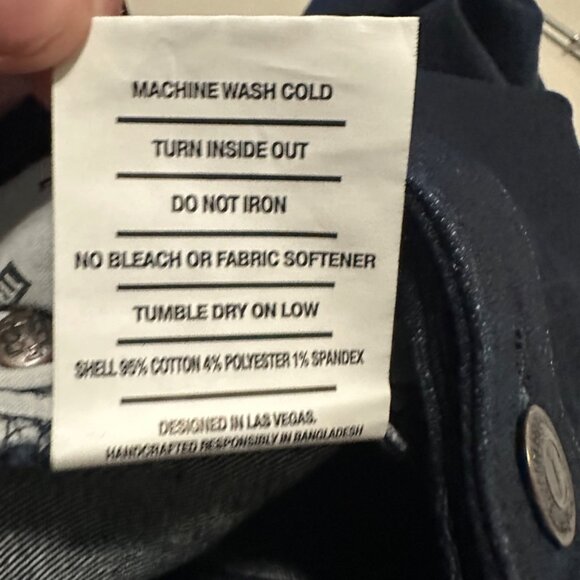 MACHINE WASH COLD
TURN INSIDE OUT
DO NOT IRON
NO BLEACH OR FABRIC SOFTENER
TUMBLE DRY ON LOW
SHELL 95% COTTON 4% POLYESTER 1% SPANDEX
DESIGNED IN LAS VEGAS.
HANDCRAFTED RESPONSIBLY IN BANGLADESH